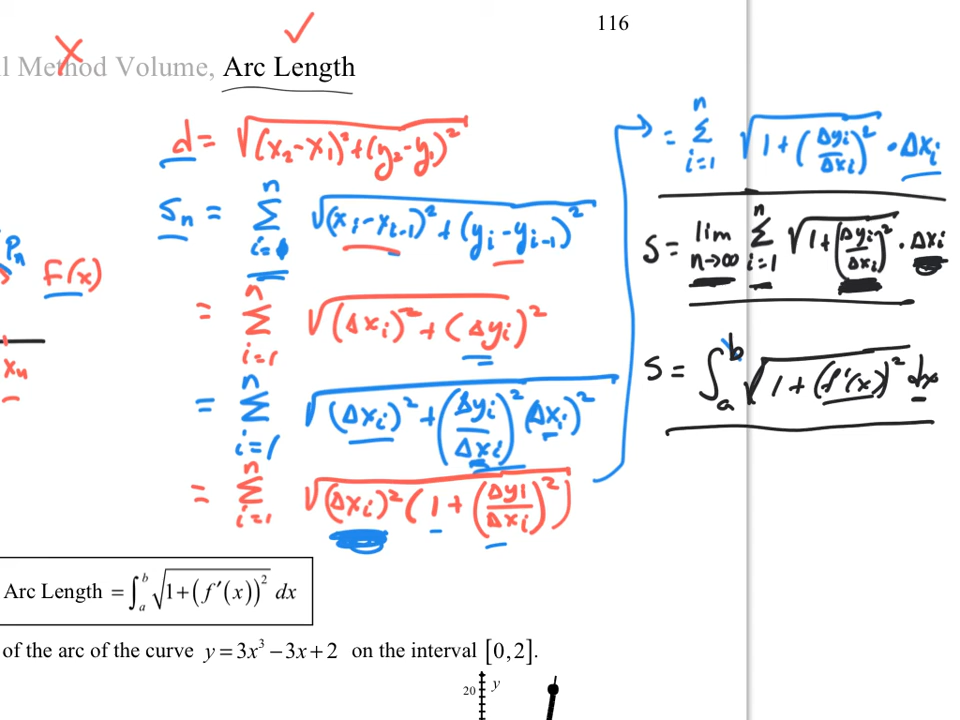 116
l Method Volume, Arc Length
d = √(x₂ - x₁)² + (y₂ - y₁)²
Sₙ = Σ_{i=1}^{n} √(xᵢ - xᵢ₋₁)² + (yᵢ - yᵢ₋₁)²
Pₙ
F(x)
xₙ
= Σ_{i=1}^{n} √(Δxᵢ)² + (Δyᵢ)²
= Σ_{i=1}^{n} √(Δxᵢ)² + (Δyᵢ/Δxᵢ)² (Δxᵢ)²
= Σ_{i=1}^{n} √(Δxᵢ)² (1 + (Δyᵢ/Δxᵢ)²)
= Σ_{i=1}^{n} √1 + (Δyᵢ/Δxᵢ)² · Δxᵢ
S = lim_{n→∞} Σ_{i=1}^{n} √1 + (Δyᵢ/Δxᵢ)² · Δxᵢ
S = ∫_a^b √1 + (f'(x))² dx
Arc Length = ∫_a^b √1 + (f′(x))² dx
of the arc of the curve y = 3x³ − 3x + 2 on the interval [0, 2].
20 y